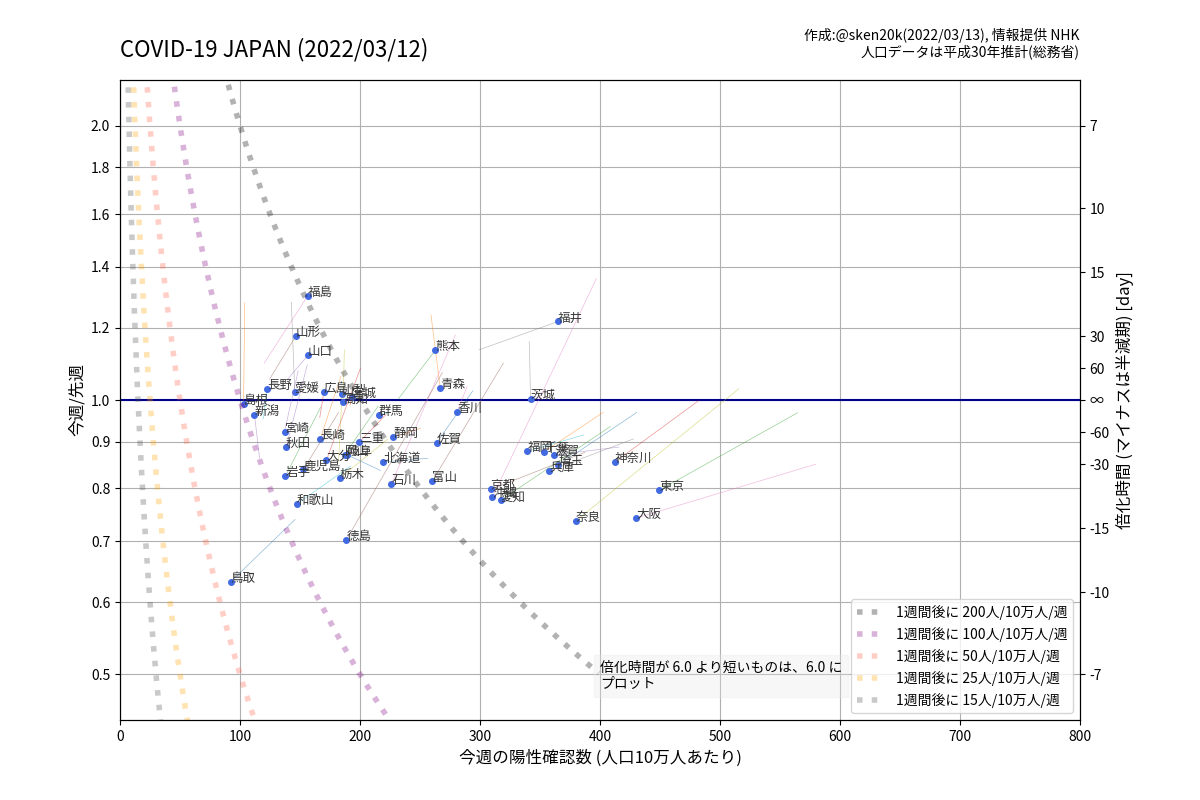 COVID-19 JAPAN (2022/03/12)
作成:@sken20k(2022/03/13), 情報提供 NHK
人口データは平成30年推計(総務省)
今週/先週
2.0
1.8
1.6
1.4
1.2
1.0
0.9
0.8
0.7
0.6
0.5
7
10
15
30
60
∞
-60
-30
-15
-10
-7
倍化時間 (マイナスは半減期) [day]
福島
福井
山形
熊本
山口
長野
愛媛
広島
宮城
青森
茨城
島根
高知
新潟
群馬
香川
宮崎
長崎
静岡
三重
佐賀
秋田
福岡
千葉
滋賀
大分
北海道
埼玉
兵庫
神奈川
鹿児島
岩手
栃木
石川
富山
京都
愛知
東京
和歌山
奈良
大阪
徳島
鳥取
倍化時間が 6.0 より短いものは、6.0 に
プロット
1週間後に 200人/10万人/週
1週間後に 100人/10万人/週
1週間後に 50人/10万人/週
1週間後に 25人/10万人/週
1週間後に 15人/10万人/週
0 100 200 300 400 500 600 700 800
今週の陽性確認数 (人口10万人あたり)